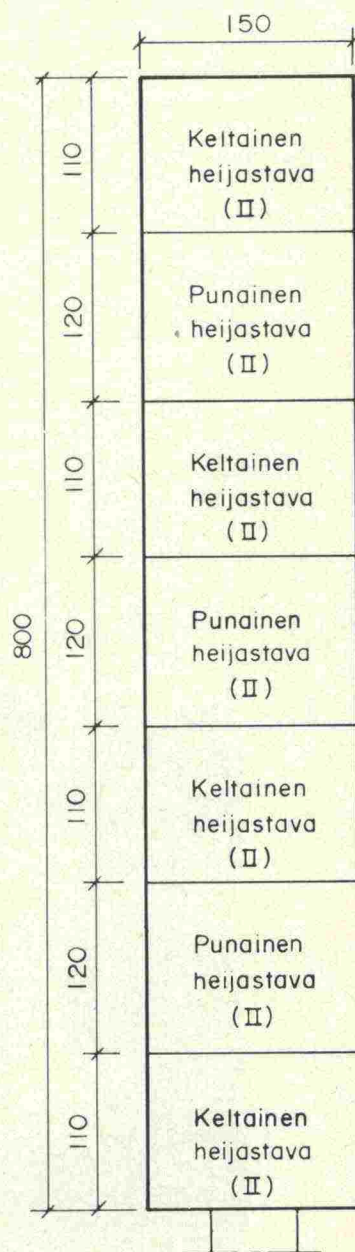 150
110
Keltainen
heijastava
(II)
120
Punainen
heijastava
(II)
110
Keltainen
heijastava
(II)
800
120
Punainen
heijastava
(II)
110
Keltainen
heijastava
(II)
120
Punainen
heijastava
(II)
110
Keltainen
heijastava
(II)